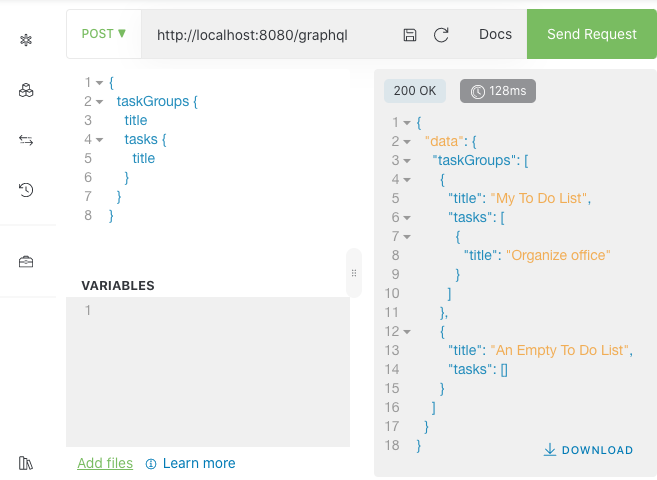 POST ▼ http://localhost:8080/graphql Docs Send Request
1 {
2 taskGroups {
3 title
4 tasks {
5 title
6 }
7 }
8 }
VARIABLES
1
Add files Learn more
200 OK 128ms
1 {
2 "data": {
3 "taskGroups": [
4 {
5 "title": "My To Do List",
6 "tasks": [
7 {
8 "title": "Organize office"
9 }
10 ]
11 },
12 {
13 "title": "An Empty To Do List",
14 "tasks": []
15 }
16 ]
17 }
18 }
DOWNLOAD